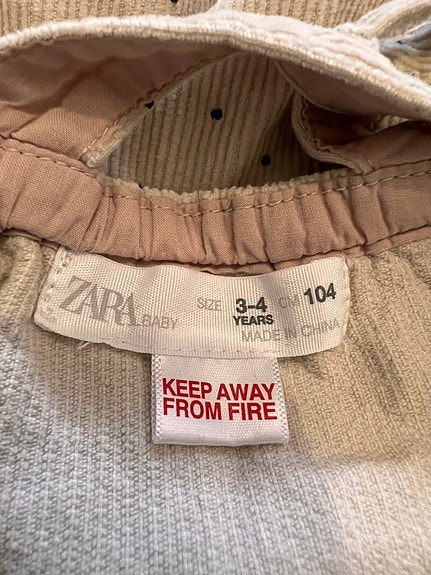 ZARA BABY SIZE 3-4 YEARS CM 104
MADE IN CHINA
KEEP AWAY
FROM FIRE